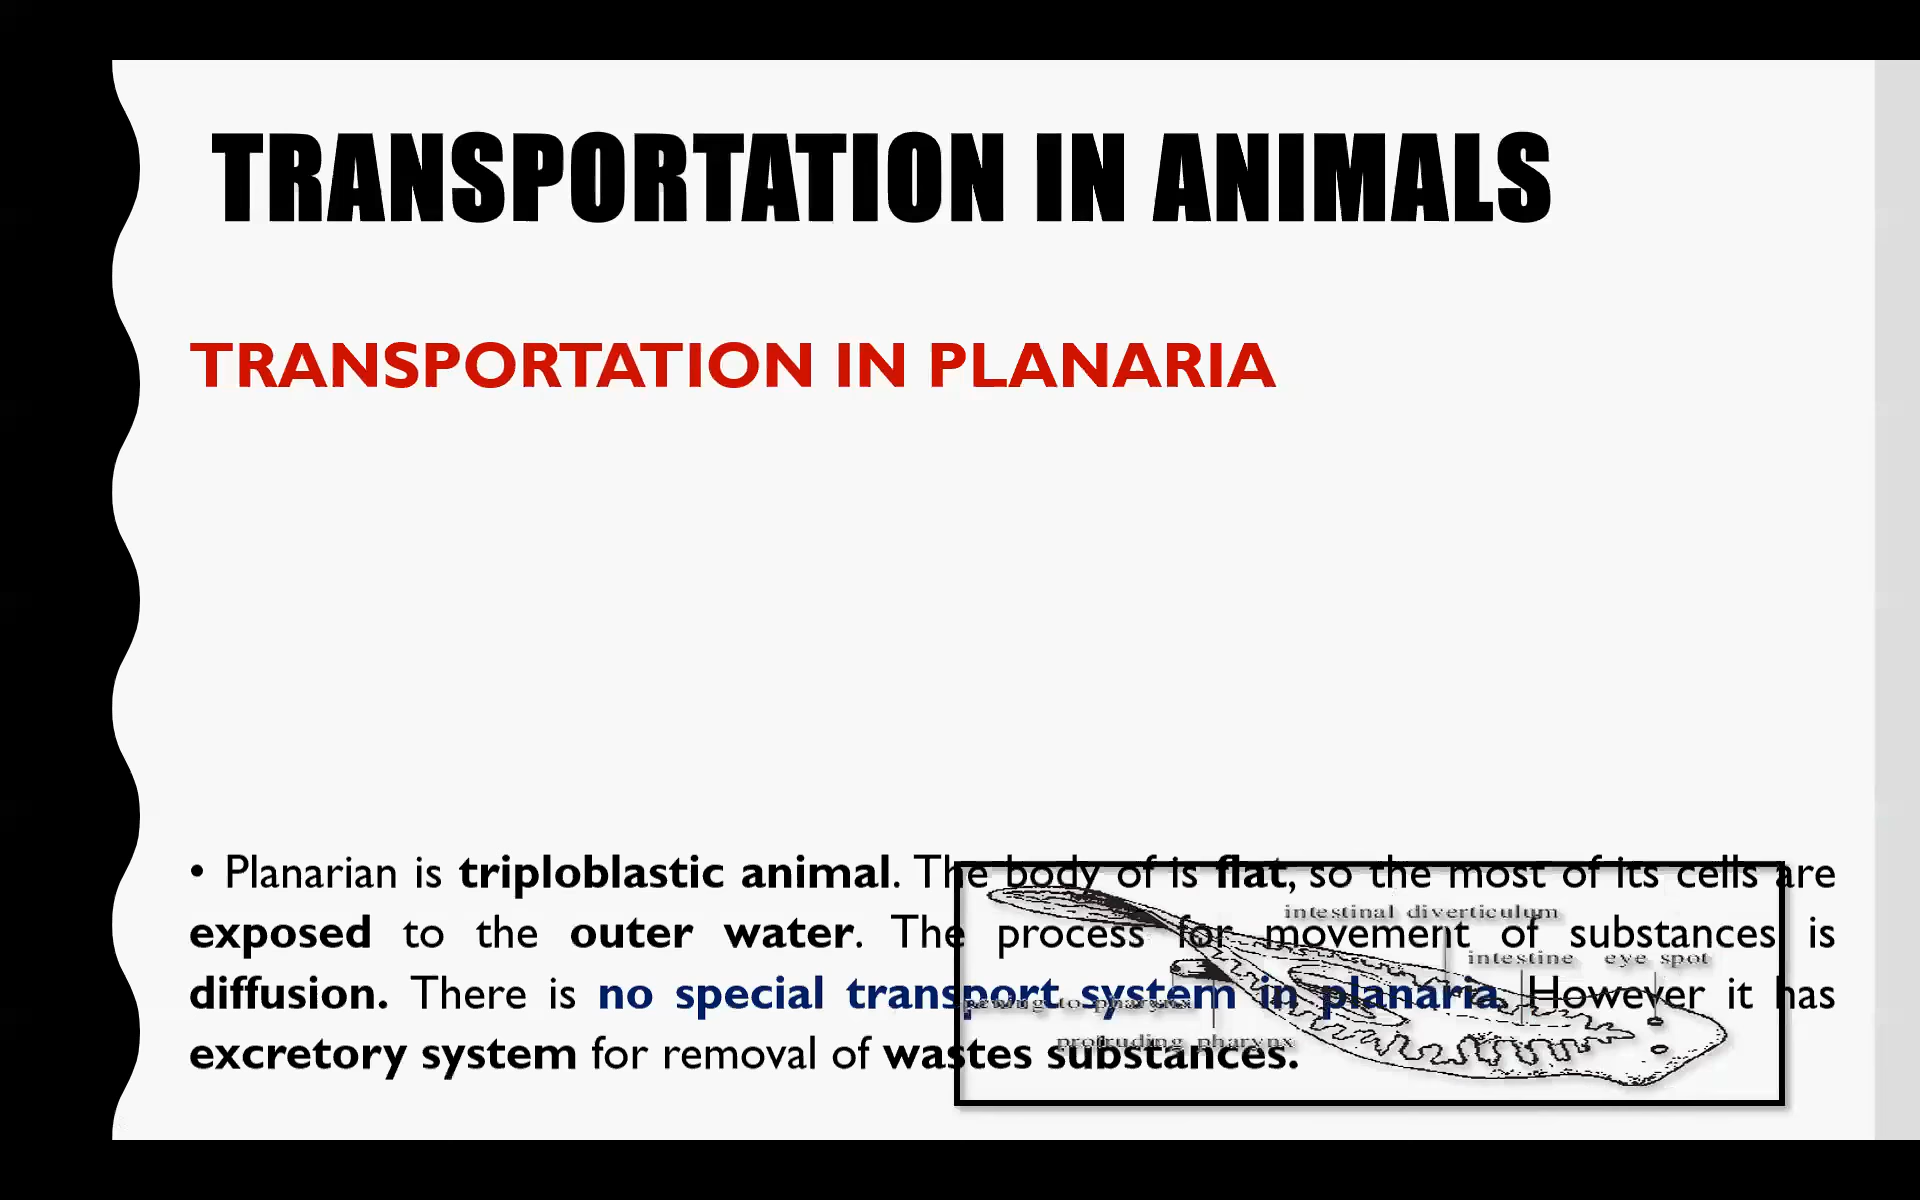 TRANSPORTATION IN ANIMALS
TRANSPORTATION IN PLANARIA
• Planarian is triploblastic animal. The body of is flat, so the most of its cells are
exposed to the outer water. The process for movement of substances is
diffusion. There is no special transport system in planaria. However it has
excretory system for removal of wastes substances.
intestinal diverticulum
intestine eye spot
to pharynx
protruding pharynx